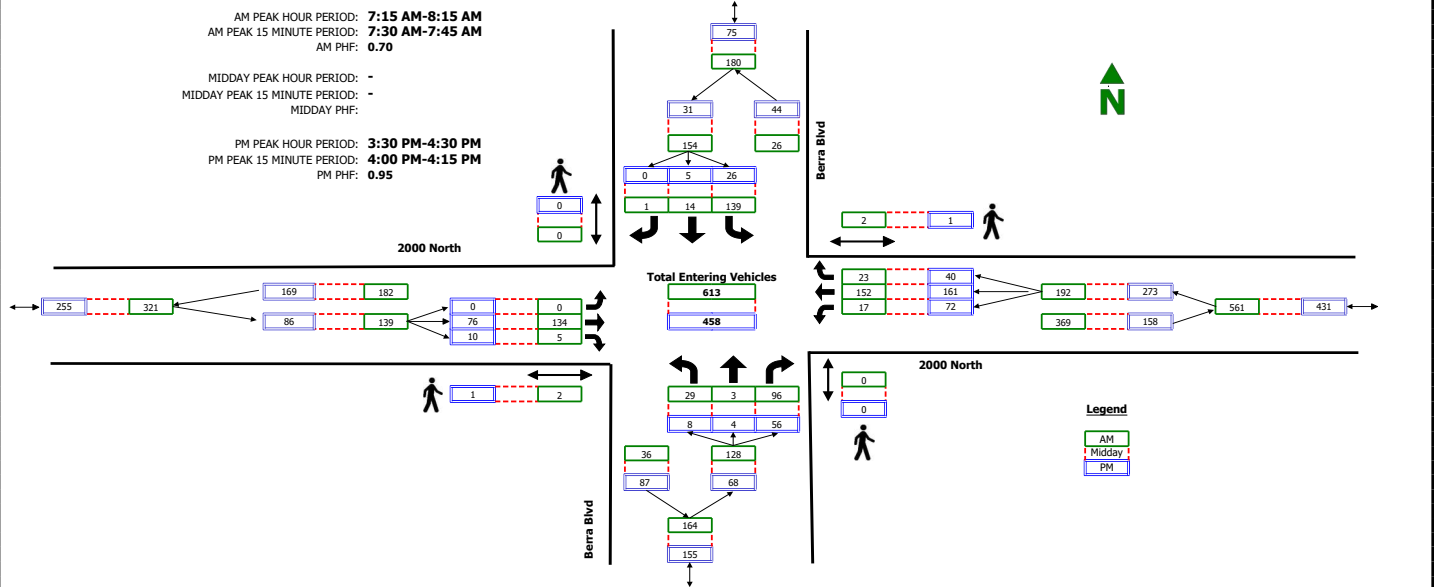 AM PEAK HOUR PERIOD: 7:15 AM-8:15 AM
AM PEAK 15 MINUTE PERIOD: 7:30 AM-7:45 AM
AM PHF: 0.70
MIDDAY PEAK HOUR PERIOD: -
MIDDAY PEAK 15 MINUTE PERIOD: -
MIDDAY PHF:
PM PEAK HOUR PERIOD: 3:30 PM-4:30 PM
PM PEAK 15 MINUTE PERIOD: 4:00 PM-4:15 PM
PM PHF: 0.95
75
180
31 44
154 26
0 5 26
1 14 139
Berra Blvd
N
0
0
2 1
2000 North
Total Entering Vehicles
613
458
255 321
169 182
86 139
0 0
76 134
10 5
23 40
152 161
17 72
192 273
369 158
561 431
2000 North
1 2
29 3 96
8 4 56
36 128
87 68
164
155
Berra Blvd
0
0
Legend
AM
Midday
PM